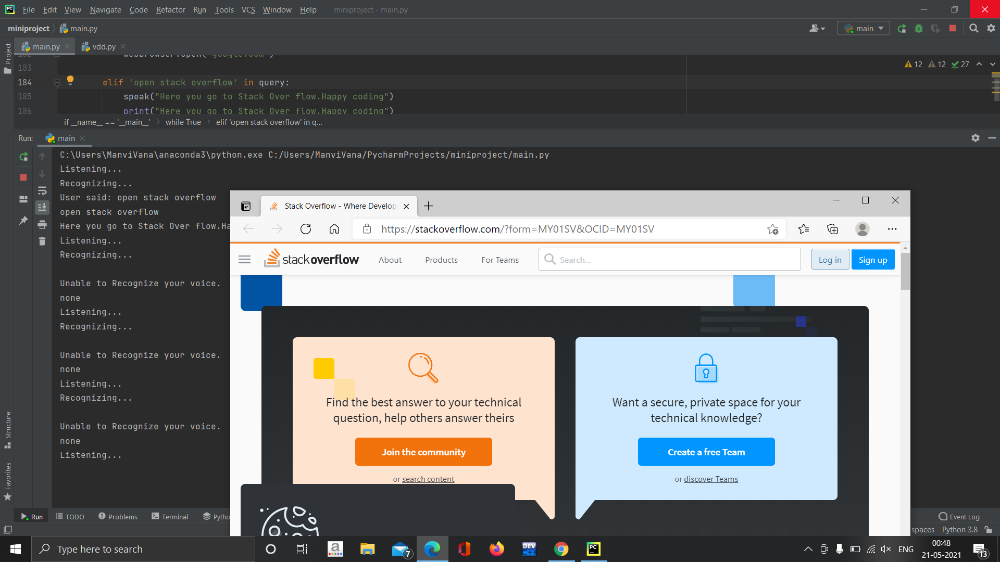 File Edit View Navigate Code Refactor Run Tools VCS Window Help miniproject - main.py
miniproject main.py main
Project
main.py vdd.py
182 webbrowser.open("google.com")
183 12 12 27
184 elif 'open stack overflow' in query:
185 speak("Here you go to Stack Over flow.Happy coding")
186 print("Here you go to Stack Over flow.Happy coding")
if __name__ == '__main__' while True elif 'open stack overflow' in q...
Run: main
C:\Users\ManviVana\anaconda3\python.exe C:/Users/ManviVana/PycharmProjects/miniproject/main.py
Listening...
Recognizing...
User said: open stack overflow
open stack overflow
Here you go to Stack Over flow.Ha
Listening...
Recognizing...
Unable to Recognize your voice.
none
Listening...
Recognizing...
Unable to Recognize your voice.
none
Listening...
Recognizing...
Unable to Recognize your voice.
none
Listening...
Structure
Favorites
Stack Overflow - Where Develop
https://stackoverflow.com/?form=MY01SV&OCID=MY01SV
stackoverflow About Products For Teams Search... Log in Sign up
Find the best answer to your technical
question, help others answer theirs
Join the community
or search content
Want a secure, private space for your
technical knowledge?
Create a free Team
or discover Teams
Run TODO Problems Terminal Pytho Event Log
spaces Python 3.8
Type here to search
a
7
DEV
C++
PC
ENG
00:48
21-05-2021
13